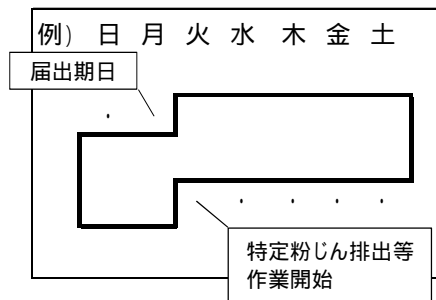 例） 日 月 火 水 木 金 土
届出期日
特定粉じん排出等
作業開始